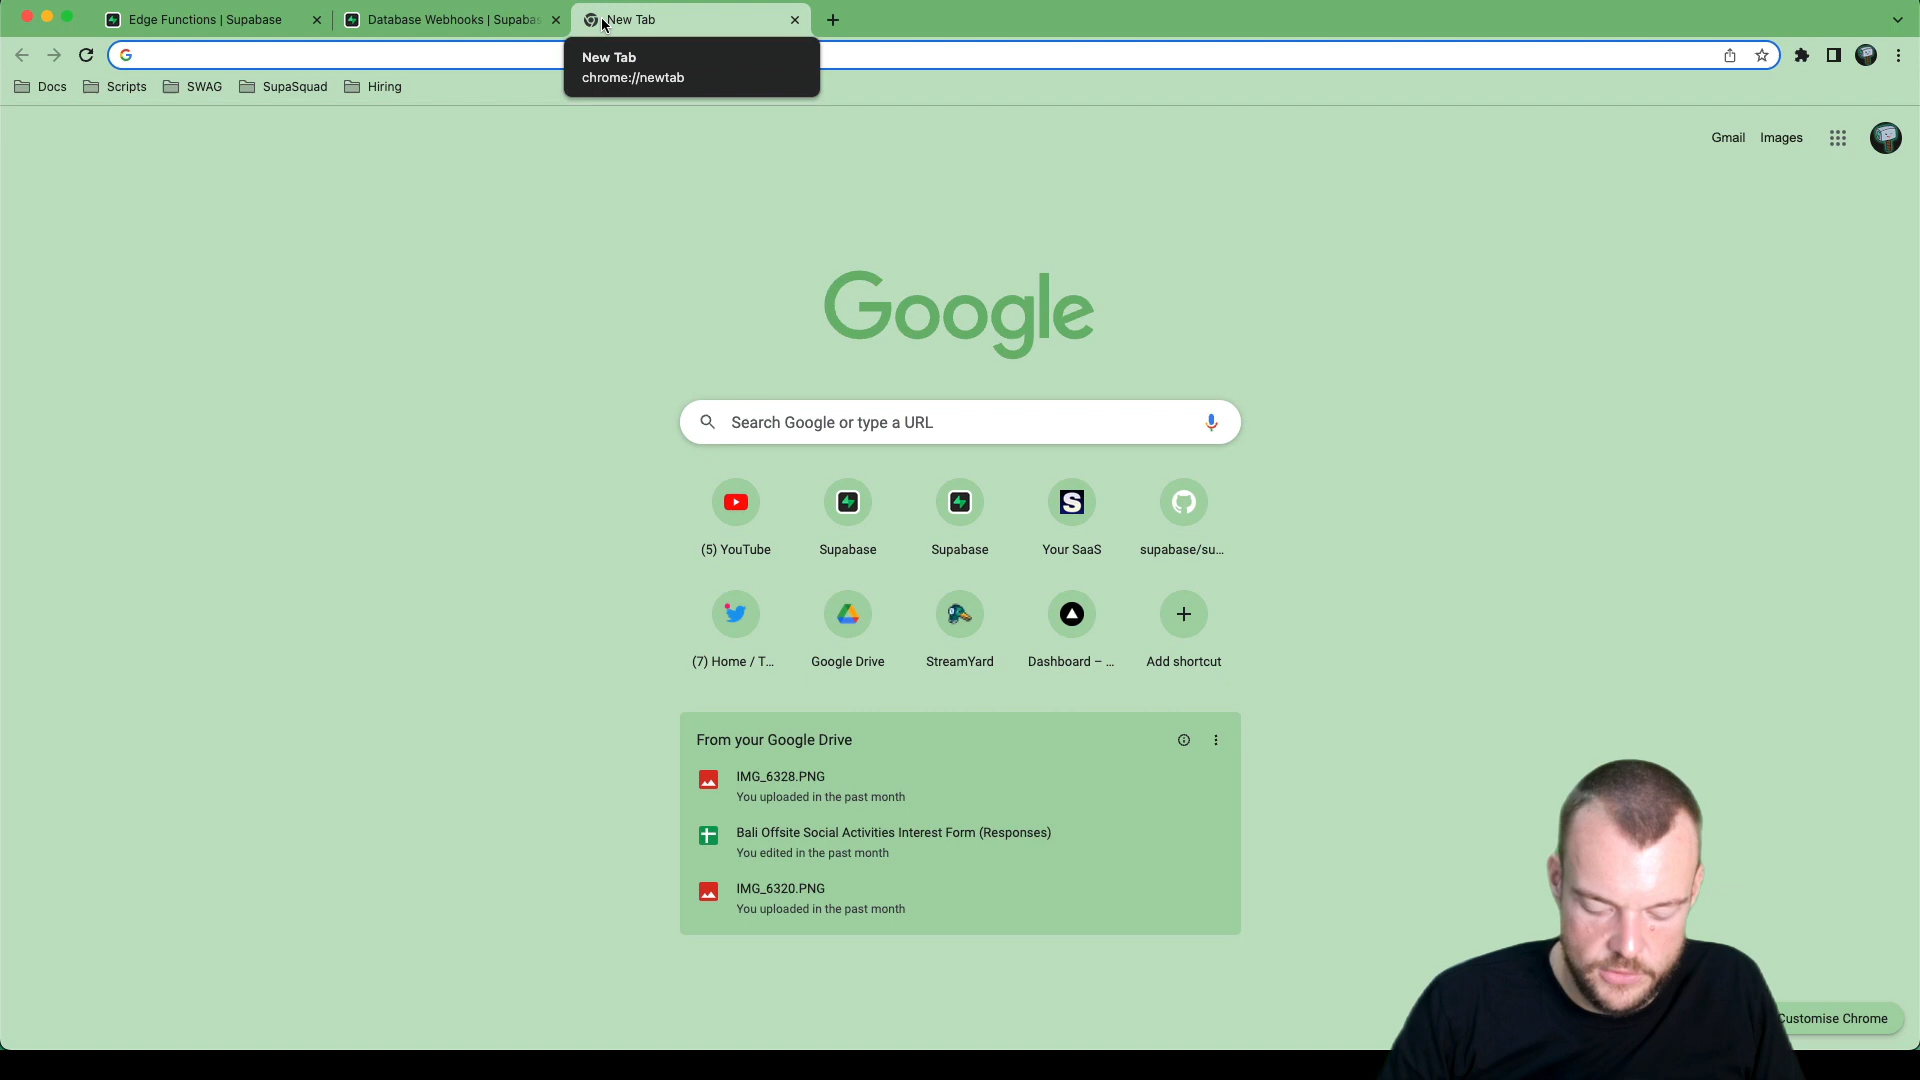 Edge Functions | Supabase
Database Webhooks | Supabas
New Tab
New Tab
chrome://newtab
Docs
Scripts
SWAG
SupaSquad
Hiring
Gmail
Images
Google
Search Google or type a URL
(5) YouTube
Supabase
Supabase
Your SaaS
supabase/su...
(7) Home / T...
Google Drive
StreamYard
Dashboard – ...
Add shortcut
From your Google Drive
IMG_6328.PNG
You uploaded in the past month
Bali Offsite Social Activities Interest Form (Responses)
You edited in the past month
IMG_6320.PNG
You uploaded in the past month
Customise Chrome